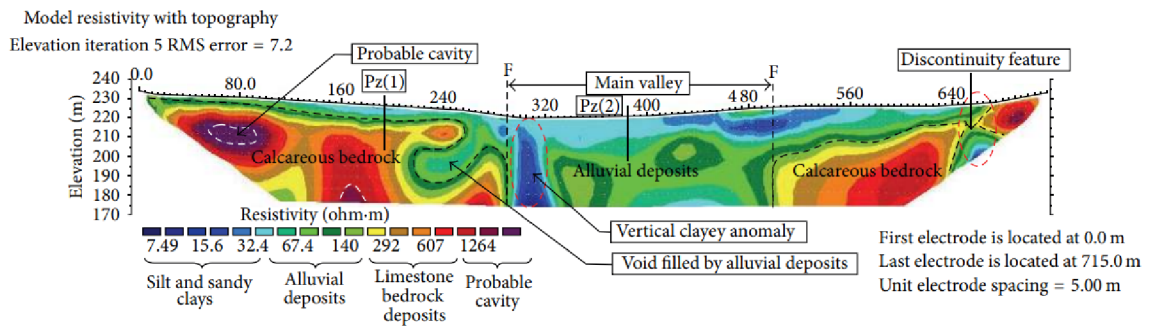 Model resistivity with topography
Elevation iteration 5 RMS error = 7.2
Probable cavity
Discontinuity feature
Pz(1)
F
Main valley
F
Pz(2)
0.0
80.0
160
240
320
400
480
560
640
Elevation (m)
240
230
220
210
200
190
180
170
Calcareous bedrock
Alluvial deposits
Calcareous bedrock
Resistivity (ohm·m)
7.49 15.6 32.4 67.4 140 292 607 1264
Silt and sandy
clays
Alluvial
deposits
Limestone
bedrock
deposits
Probable
cavity
Vertical clayey anomaly
Void filled by alluvial deposits
First electrode is located at 0.0 m
Last electrode is located at 715.0 m
Unit electrode spacing = 5.00 m